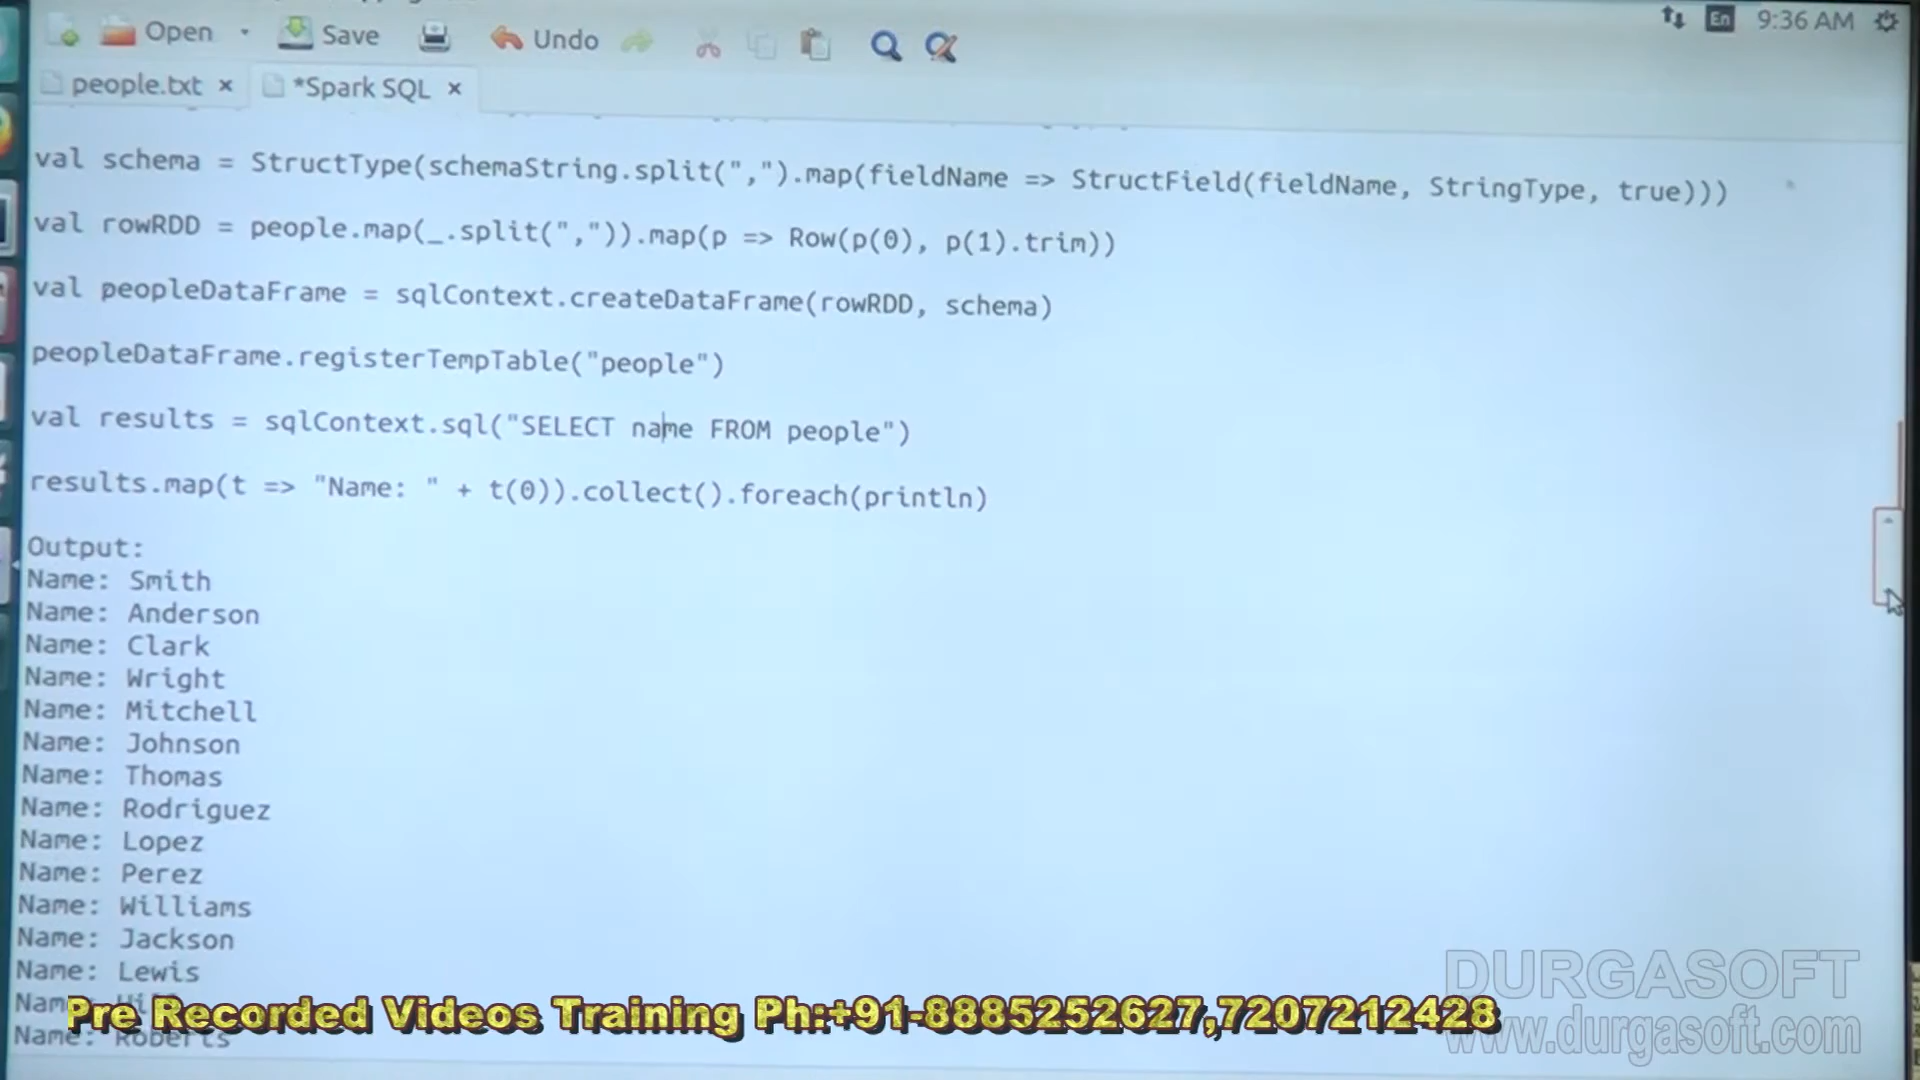 Open Save Undo En 9:36 AM
people.txt × *Spark SQL ×
val schema = StructType(schemaString.split(",").map(fieldName => StructField(fieldName, StringType, true)))
val rowRDD = people.map(_.split(",")).map(p => Row(p(0), p(1).trim))
val peopleDataFrame = sqlContext.createDataFrame(rowRDD, schema)
peopleDataFrame.registerTempTable("people")
val results = sqlContext.sql("SELECT name FROM people")
results.map(t => "Name: " + t(0)).collect().foreach(println)
Output:
Name: Smith
Name: Anderson
Name: Clark
Name: Wright
Name: Mitchell
Name: Johnson
Name: Thomas
Name: Rodriguez
Name: Lopez
Name: Perez
Name: Williams
Name: Jackson
Name: Lewis
Name:
Name: Roberts
Pre Recorded Videos Training Ph:+91-8885252627,7207212428
DURGASOFT
www.durgasoft.com